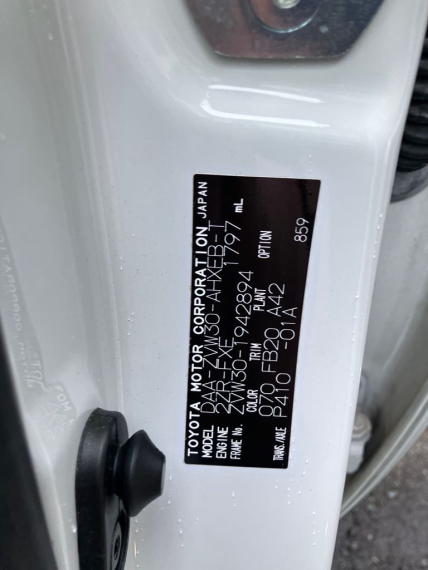 TOYOTA MOTOR CORPORATION JAPAN
MODEL DAA-ZVW30-AHXEB-T
ENGINE 2ZR-FXE 1797 mL
FRAME No. ZVW30-1942894
COLOR TRIM PLANT OPTION
070 FB20 A42
TRANS./AXLE P410-01A 859